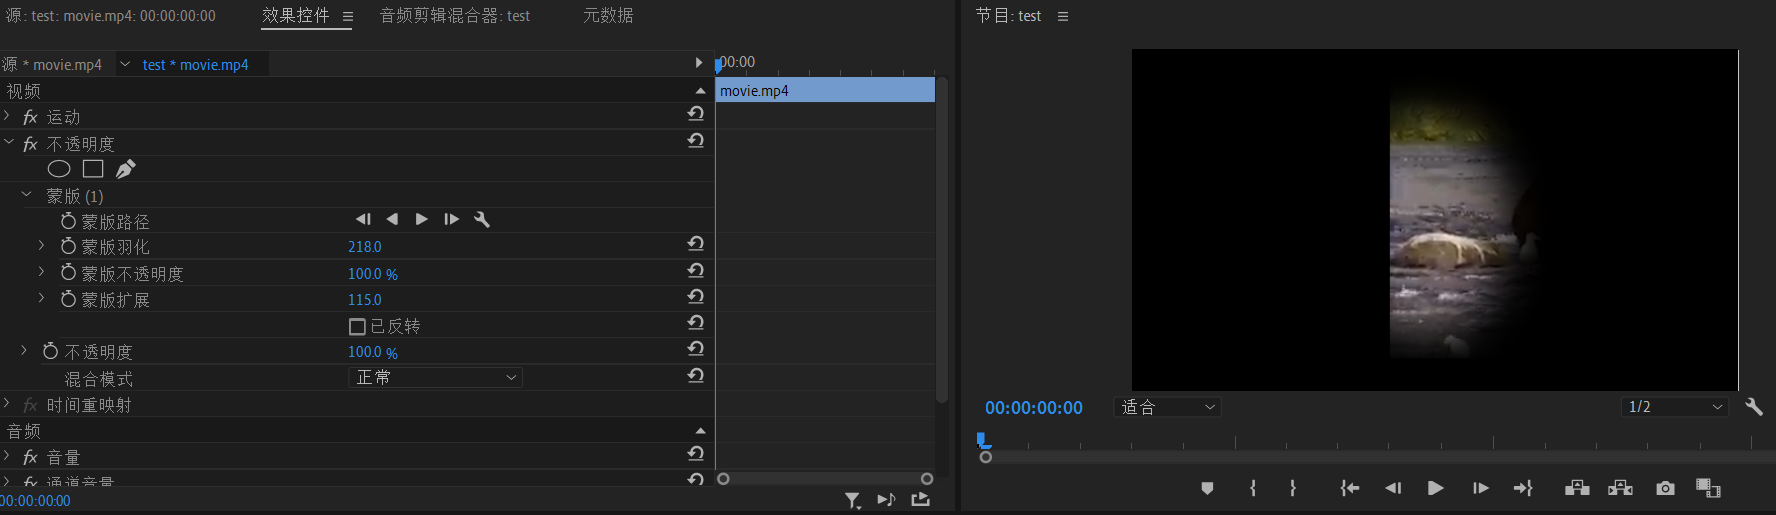 源: test: movie.mp4: 00:00:00:00
效果控件
音频剪辑混合器: test
元数据
节目: test
源 * movie.mp4
test * movie.mp4
00:00
视频
movie.mp4
fx 运动
fx 不透明度
蒙版 (1)
蒙版路径
蒙版羽化 218.0
蒙版不透明度 100.0 %
蒙版扩展 115.0
已反转
不透明度 100.0 %
混合模式 正常
fx 时间重映射
音频
fx 音量
fx 通道音量
00:00:00:00
00:00:00:00
适合
1/2